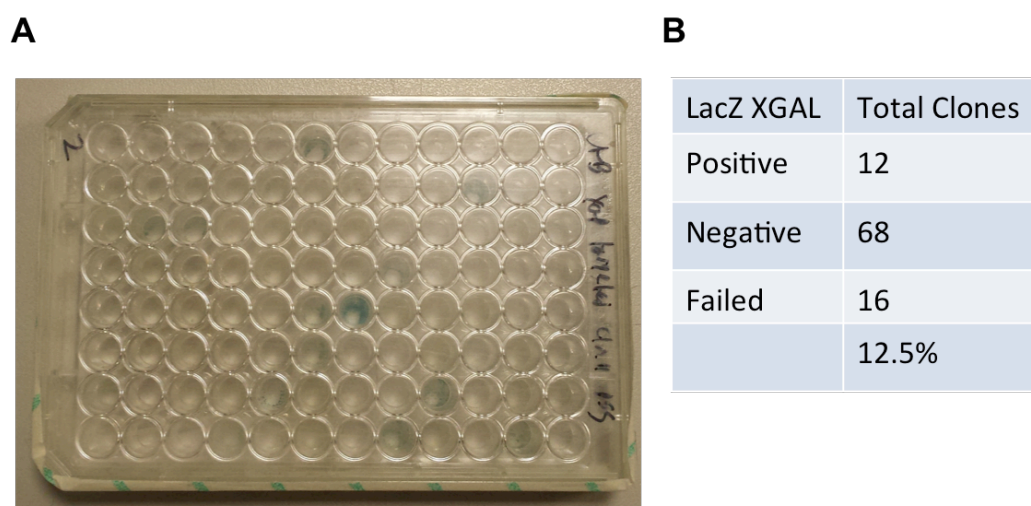 A
B
2
LacZ XGAL Total Clones
Positive 12
Negative 68
Failed 16
12.5%